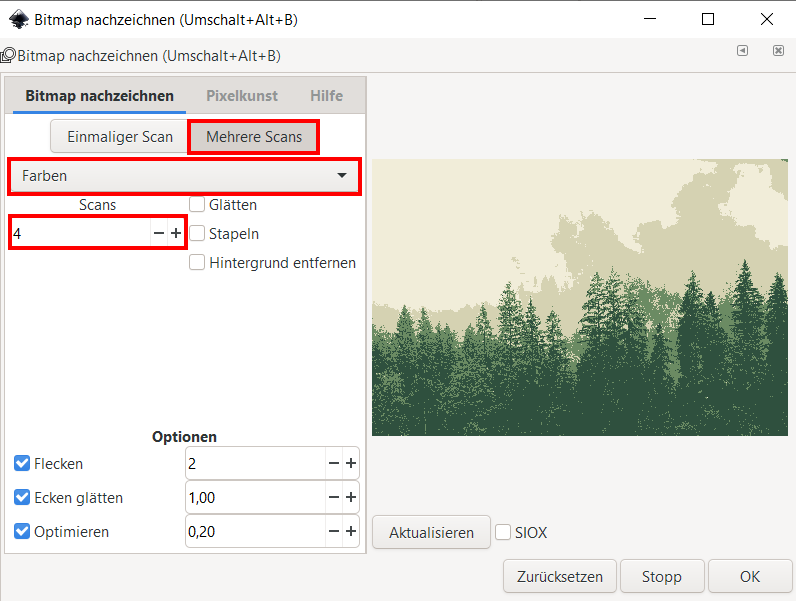 Bitmap nachzeichnen (Umschalt+Alt+B)
Bitmap nachzeichnen (Umschalt+Alt+B)
Bitmap nachzeichnen Pixelkunst Hilfe
Einmaliger Scan Mehrere Scans
Farben
Scans Glätten
4 Stapeln
Hintergrund entfernen
Optionen
Flecken 2
Ecken glätten 1,00
Optimieren 0,20
Aktualisieren SIOX
Zurücksetzen Stopp OK